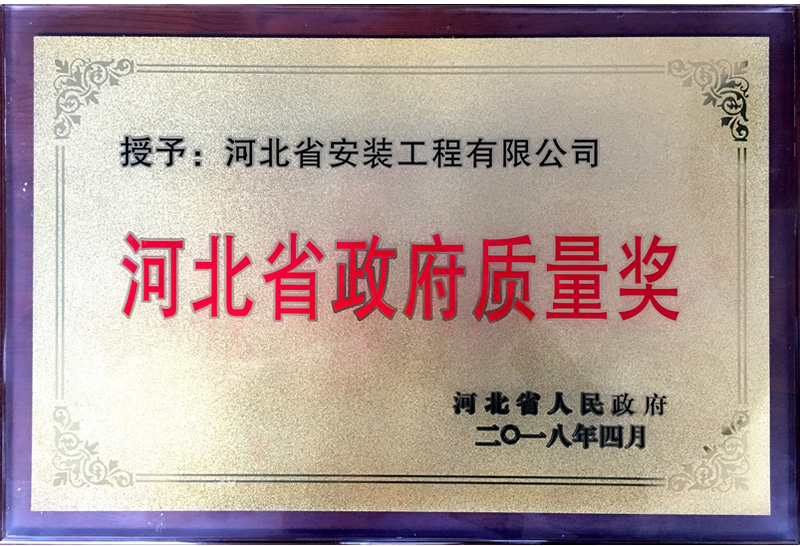 授予：河北省安装工程有限公司
河北省政府质量奖
河北省人民政府
二〇一八年四月